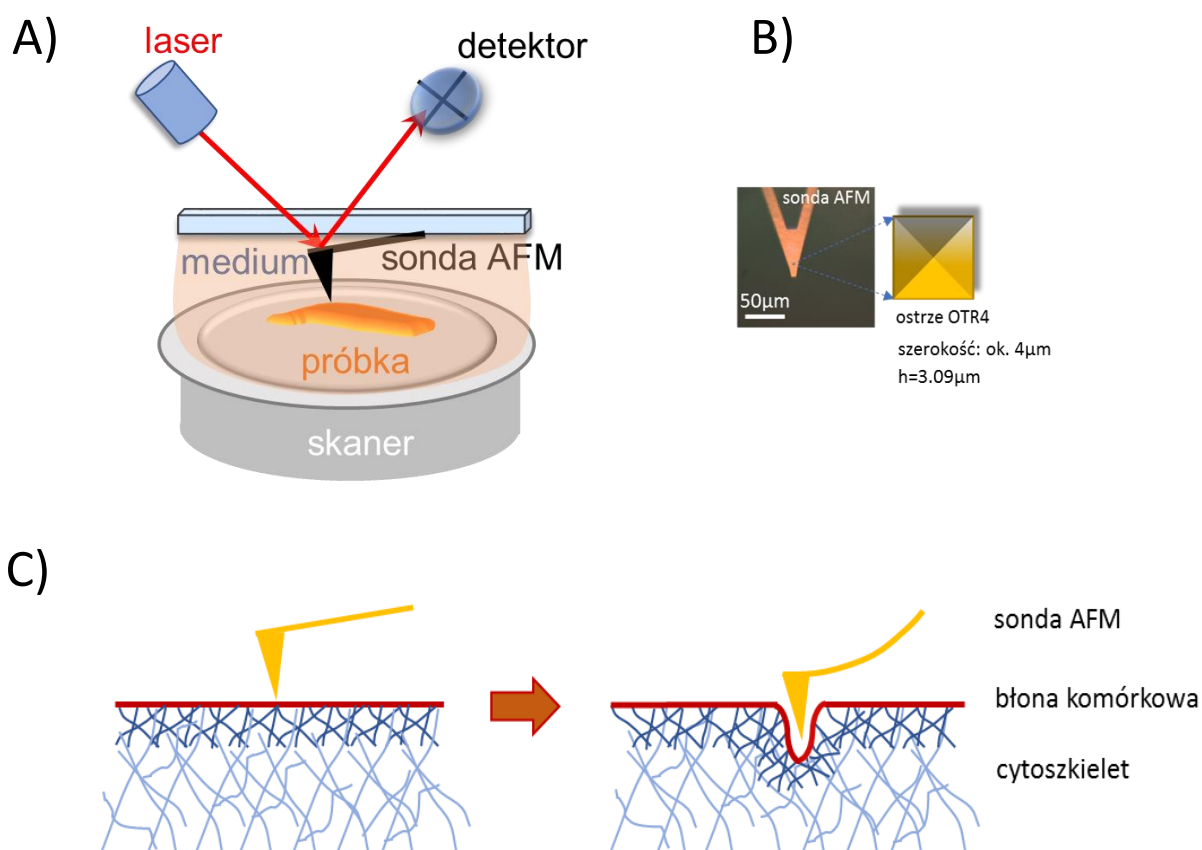 A)
laser
detektor
medium
sonda AFM
próbka
skaner
B)
sonda AFM
50µm
ostrze OTR4
szerokość: ok. 4µm
h=3.09µm
C)
sonda AFM
błona komórkowa
cytoszkielet